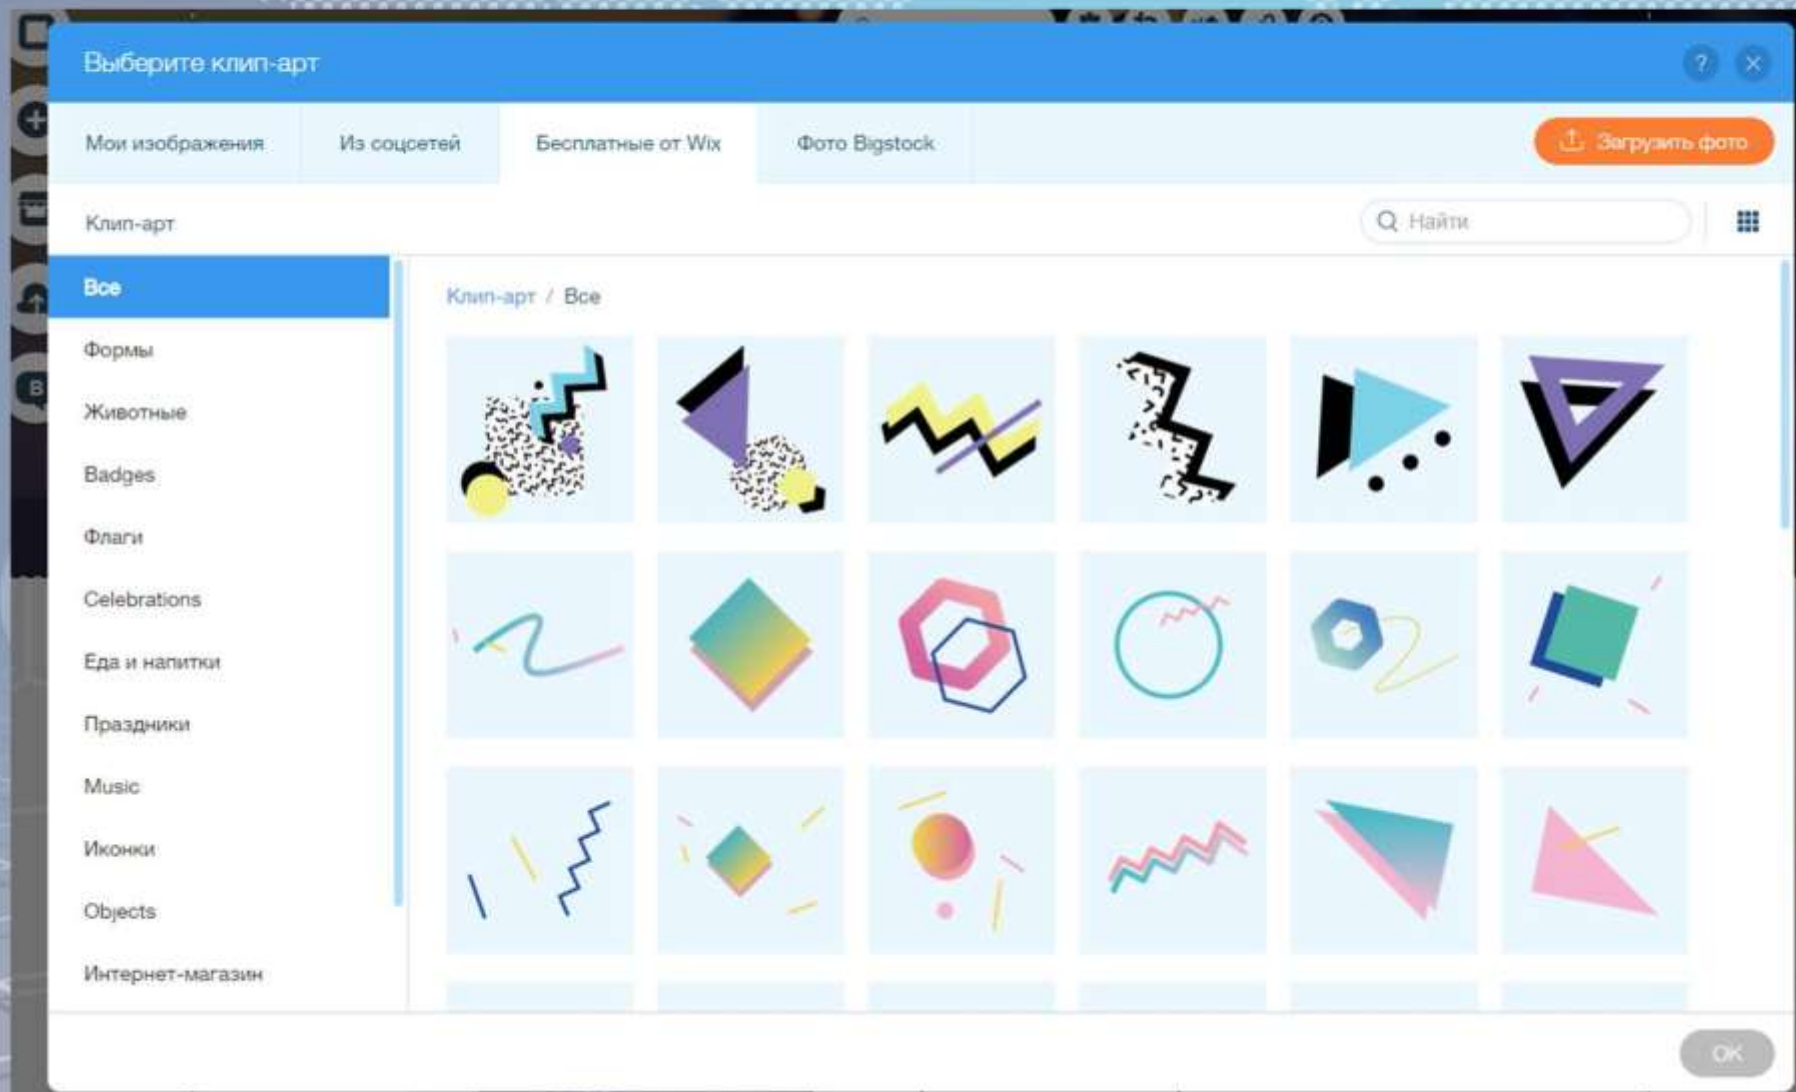 Выберите клип-арт
?
Мои изображения
Из соцсетей
Бесплатные от Wix
Фото Bigstock
Загрузить фото
Клип-арт
Найти
Все
Клип-арт / Все
Формы
Животные
Badges
Флаги
Celebrations
Еда и напитки
Праздники
Music
Иконки
Objects
Интернет-магазин
B
OK